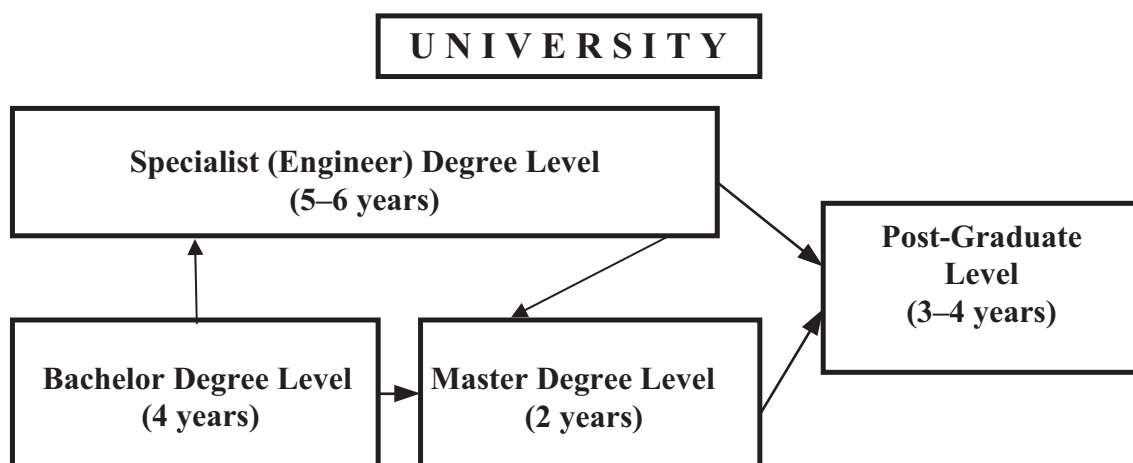 U N I V E R S I T Y
Specialist (Engineer) Degree Level
(5–6 years)
Post-Graduate
Level
(3–4 years)
Bachelor Degree Level
(4 years)
Master Degree Level
(2 years)